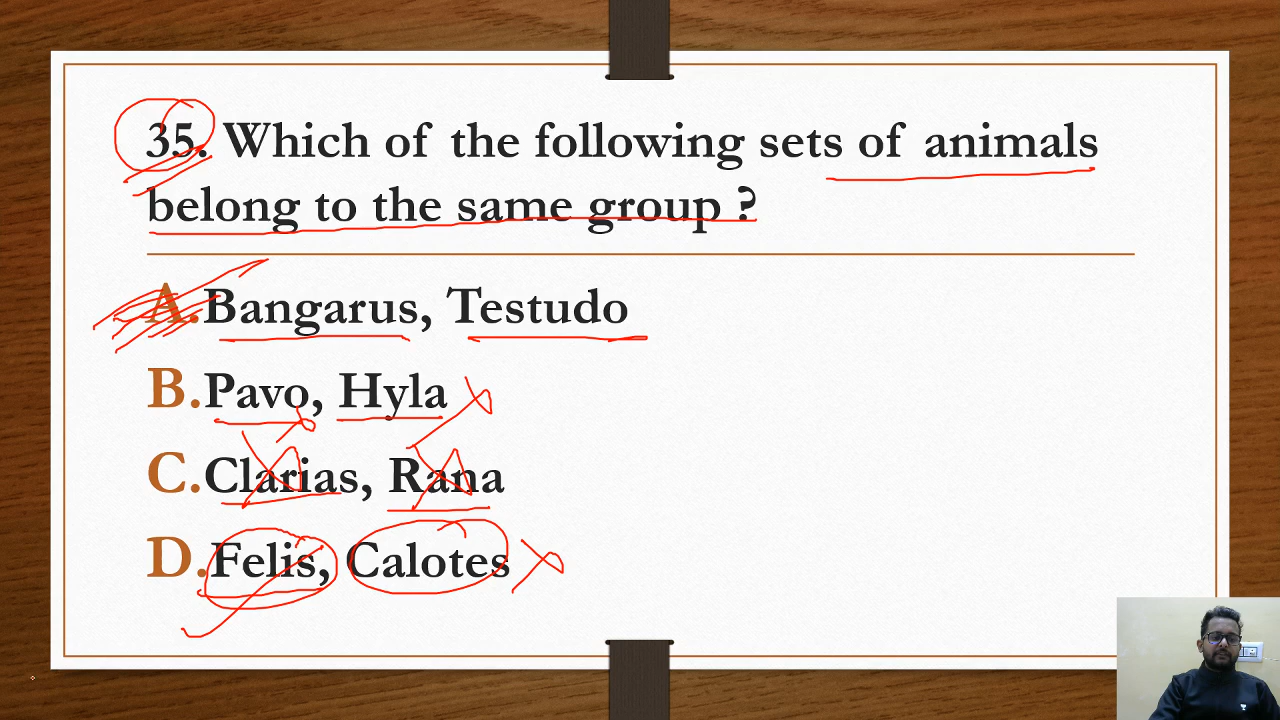 35. Which of the following sets of animals
belong to the same group ?
A. Bangarus, Testudo
B. Pavo, Hyla
C. Clarias, Rana
D. Felis, Calotes